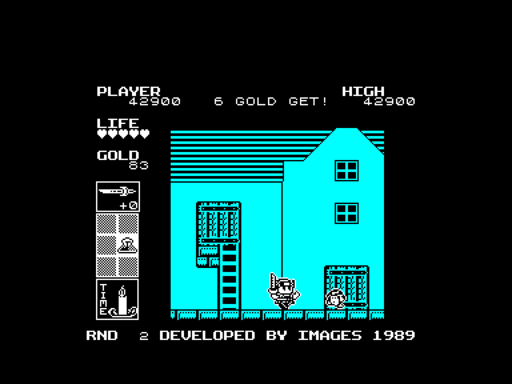 PLAYER
42900
6 GOLD GET!
HIGH
42900
LIFE
GOLD
83
+0
TIME
RND 2 DEVELOPED BY IMAGES 1989